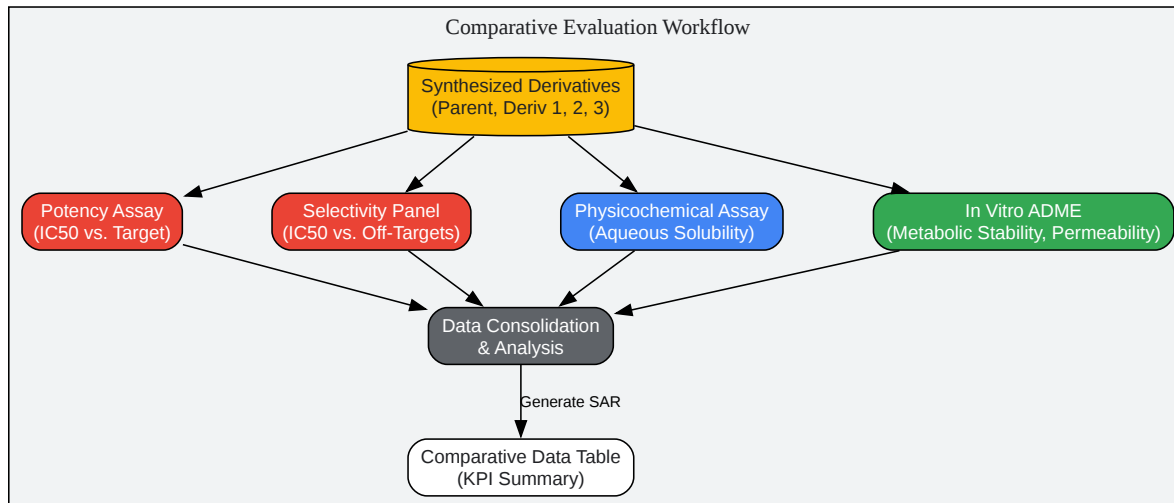 Comparative Evaluation Workflow
Synthesized Derivatives
(Parent, Deriv 1, 2, 3)
Potency Assay
(IC50 vs. Target)
Selectivity Panel
(IC50 vs. Off-Targets)
Physicochemical Assay
(Aqueous Solubility)
In Vitro ADME
(Metabolic Stability, Permeability)
Data Consolidation
& Analysis
Generate SAR
Comparative Data Table
(KPI Summary)